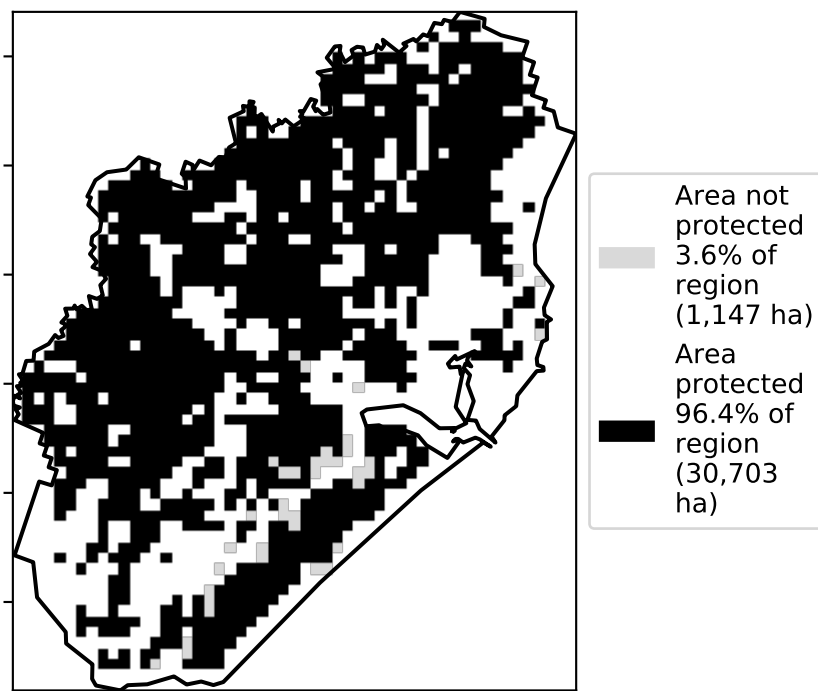 Area not
protected
3.6% of
region
(1,147 ha)
Area
protected
96.4% of
region
(30,703
ha)